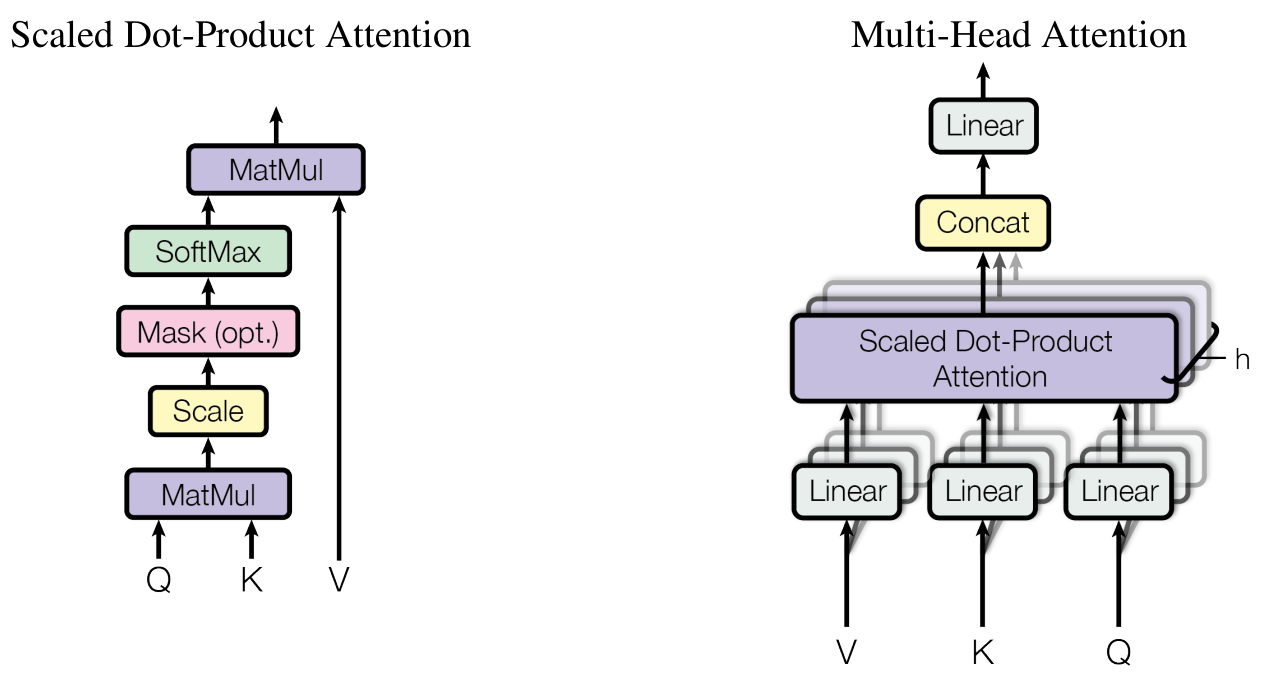 Scaled Dot-Product Attention
MatMul
SoftMax
Mask (opt.)
Scale
MatMul
Q K V
Multi-Head Attention
Linear
Concat
Scaled Dot-Product
Attention
h
Linear Linear Linear
V K Q